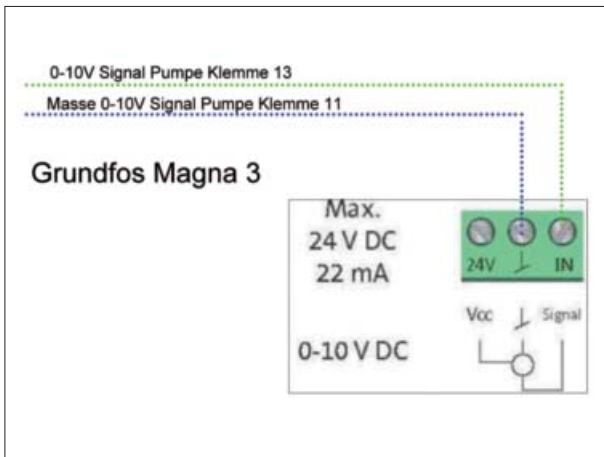 0-10V Signal Pumpe Klemme 13
Masse 0-10V Signal Pumpe Klemme 11
Grundfos Magna 3
Max.
24 V DC
22 mA
24V IN
Vcc Signal
0-10 V DC